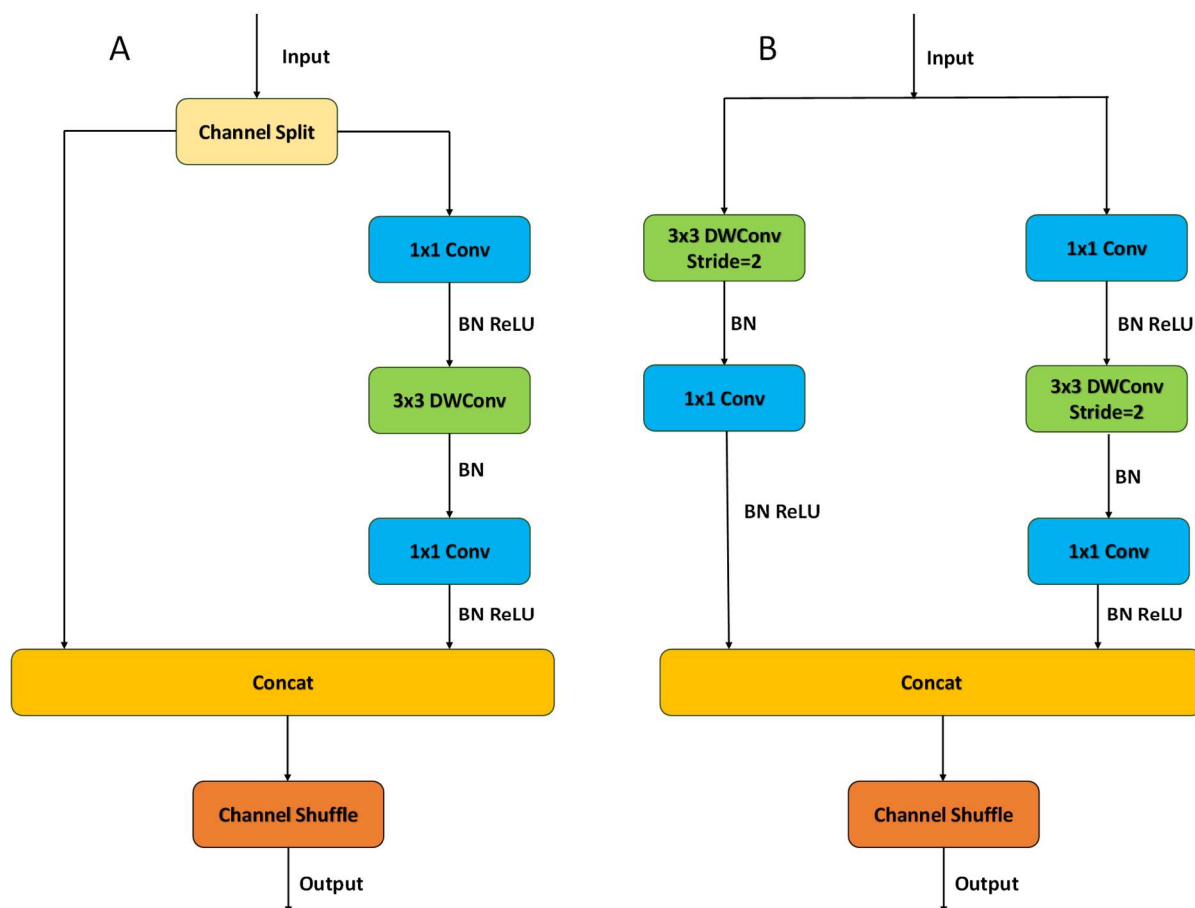 A
Input
Channel Split
1x1 Conv
BN ReLU
3x3 DWConv
BN
1x1 Conv
BN ReLU
Concat
Channel Shuffle
Output
B
Input
3x3 DWConv
Stride=2
BN
1x1 Conv
BN ReLU
1x1 Conv
BN ReLU
3x3 DWConv
Stride=2
BN
1x1 Conv
BN ReLU
Concat
Channel Shuffle
Output